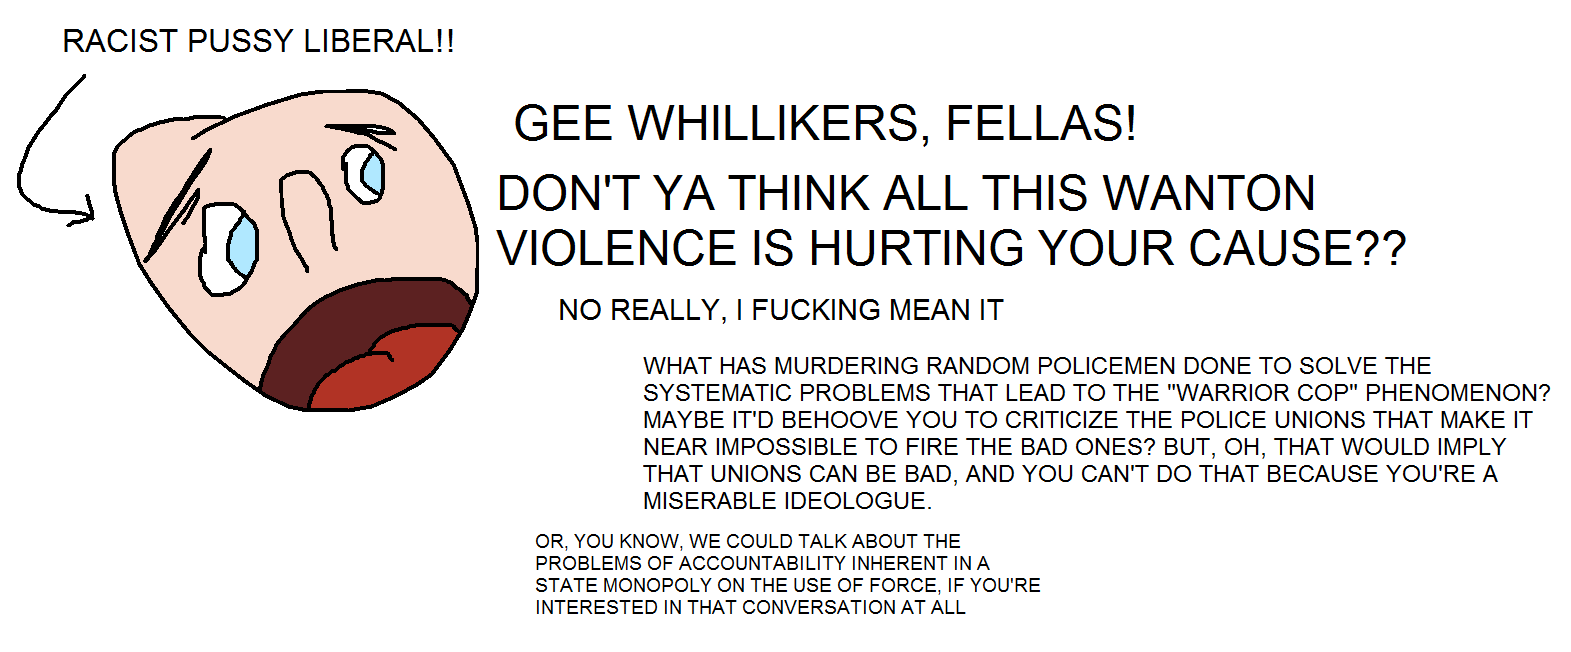 RACIST PUSSY LIBERAL!!
GEE WHILLIKERS, FELLAS!
DON'T YA THINK ALL THIS WANTON
VIOLENCE IS HURTING YOUR CAUSE??
NO REALLY, I FUCKING MEAN IT
WHAT HAS MURDERING RANDOM POLICEMEN DONE TO SOLVE THE
SYSTEMATIC PROBLEMS THAT LEAD TO THE "WARRIOR COP" PHENOMENON?
MAYBE IT'D BEHOOVE YOU TO CRITICIZE THE POLICE UNIONS THAT MAKE IT
NEAR IMPOSSIBLE TO FIRE THE BAD ONES? BUT, OH, THAT WOULD IMPLY
THAT UNIONS CAN BE BAD, AND YOU CAN'T DO THAT BECAUSE YOU'RE A
MISERABLE IDEOLOGUE.
OR, YOU KNOW, WE COULD TALK ABOUT THE
PROBLEMS OF ACCOUNTABILITY INHERENT IN A
STATE MONOPOLY ON THE USE OF FORCE, IF YOU'RE
INTERESTED IN THAT CONVERSATION AT ALL